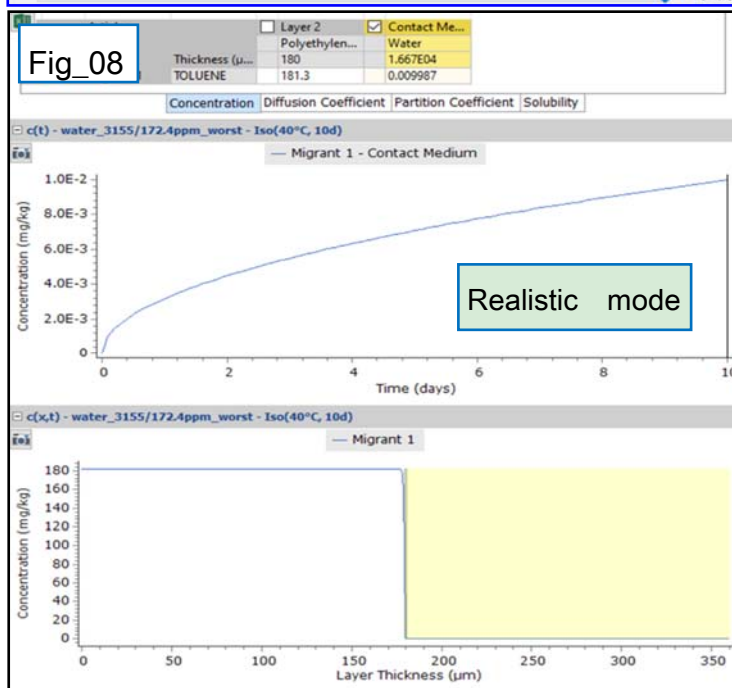 Fig_08
Layer 2 Contact Me...
Polyethylen... Water
Thickness (μ... 180 1.667E04
TOLUENE 181.3 0.009987
Concentration Diffusion Coefficient Partition Coefficient Solubility
c(t) - water_3155/172.4ppm_worst - Iso(40°C, 10d)
Migrant 1 - Contact Medium
Concentration (mg/kg)
1.0E-2
8.0E-3
6.0E-3
4.0E-3
2.0E-3
0
Realistic mode
0 2 4 6 8 10
Time (days)
c(x,t) - water_3155/172.4ppm_worst - Iso(40°C, 10d)
Migrant 1
Concentration (mg/kg)
180
160
140
120
100
80
60
40
20
0
0 50 100 150 200 250 300 350
Layer Thickness (μm)